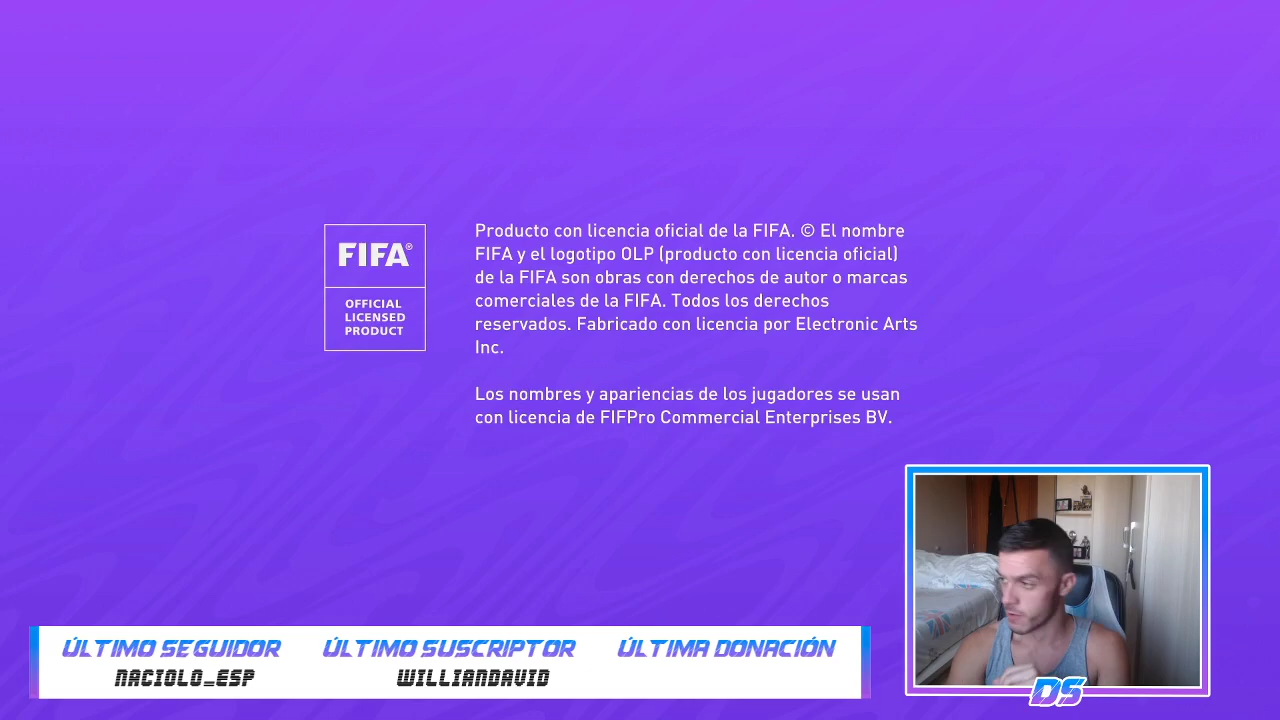 FIFA®
OFFICIAL
LICENSED
PRODUCT
Producto con licencia oficial de la FIFA. © El nombre
FIFA y el logotipo OLP (producto con licencia oficial)
de la FIFA son obras con derechos de autor o marcas
comerciales de la FIFA. Todos los derechos
reservados. Fabricado con licencia por Electronic Arts
Inc.
Los nombres y apariencias de los jugadores se usan
con licencia de FIFPro Commercial Enterprises BV.
ÚLTIMO SEGUIDOR
NACIOLO_ESP
ÚLTIMO SUSCRIPTOR
WILLIANDAVID
ÚLTIMA DONACIÓN
DS